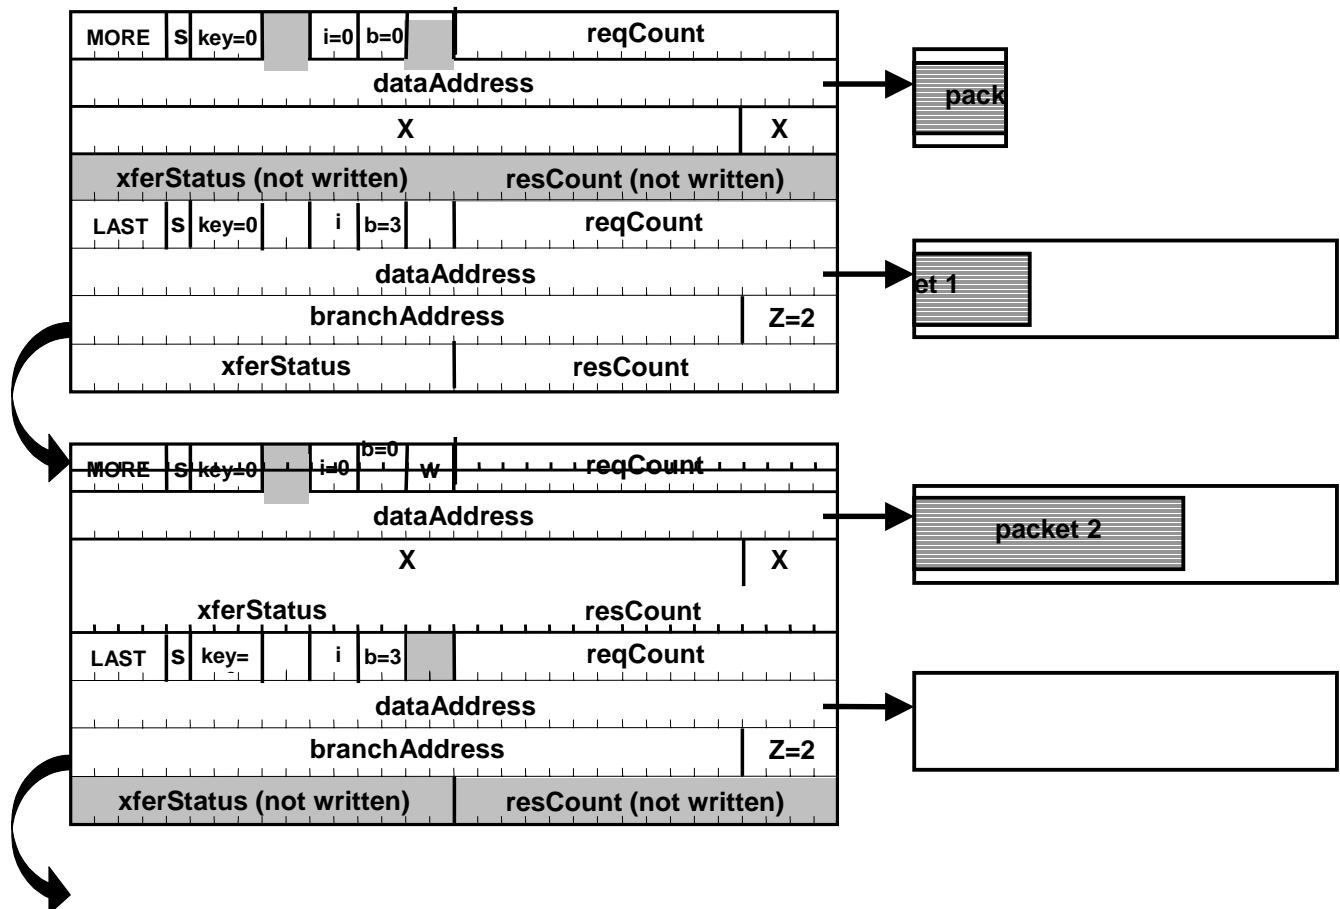 MORE s key=0 i=0 b=0 reqCount
dataAddress
pack
X X
xferStatus (not written) resCount (not written)
LAST s key=0 i b=3 reqCount
dataAddress
et 1
branchAddress Z=2
xferStatus resCount
MORE s key=0 i=0 b=0 w reqCount
dataAddress
packet 2
X X
xferStatus resCount
LAST s key= i b=3 reqCount
dataAddress
branchAddress Z=2
xferStatus (not written) resCount (not written)